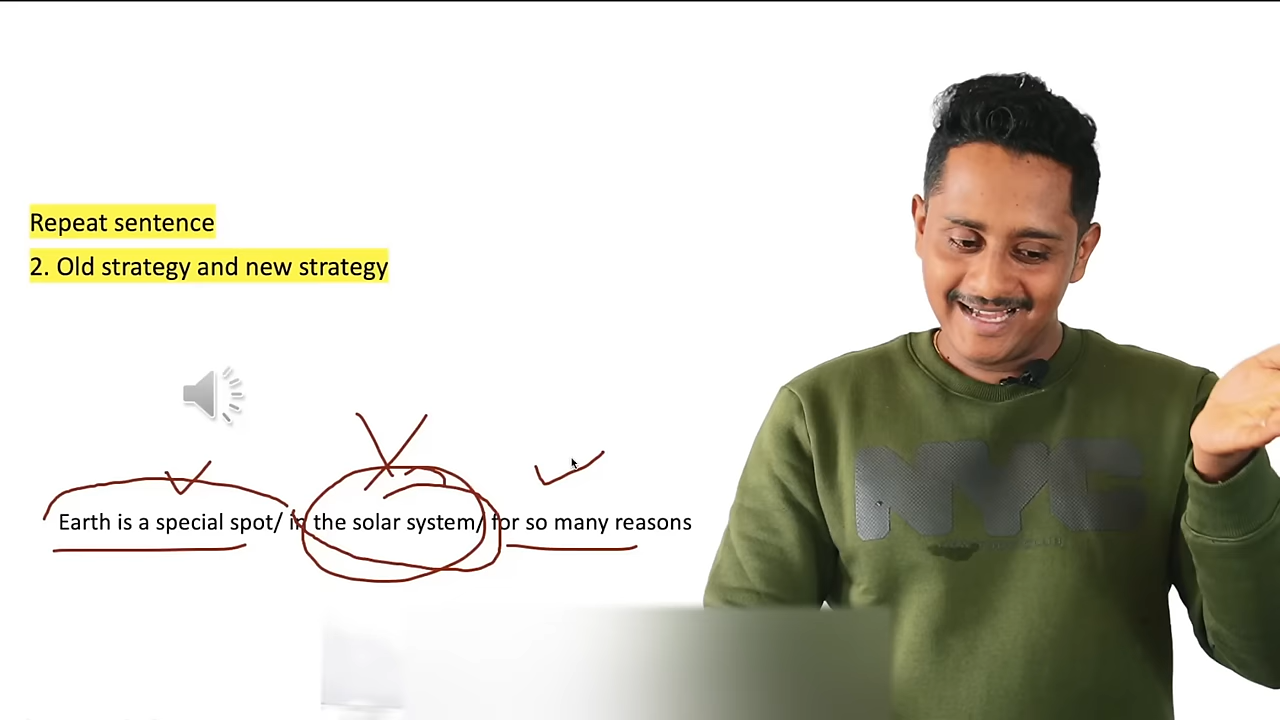 Repeat sentence
2. Old strategy and new strategy
Earth is a special spot/ in the solar system/ for so many reasons
NYC